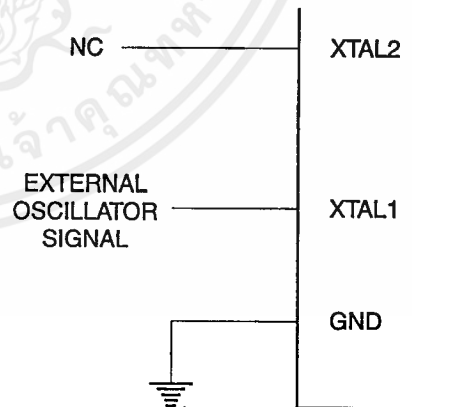 NC
XTAL2
EXTERNAL
OSCILLATOR
SIGNAL
XTAL1
GND